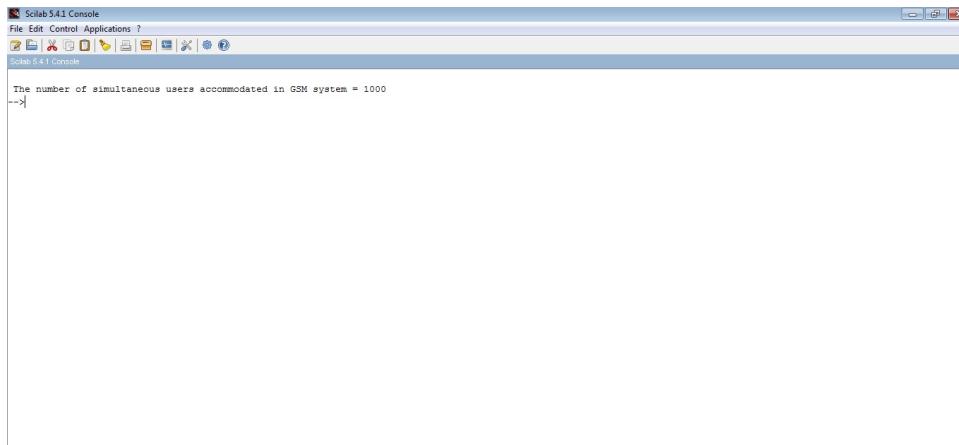 Scilab 5.4.1 Console
File Edit Control Applications ?
Scilab 5.4.1 Console
The number of simultaneous users accommodated in GSM system = 1000
-->